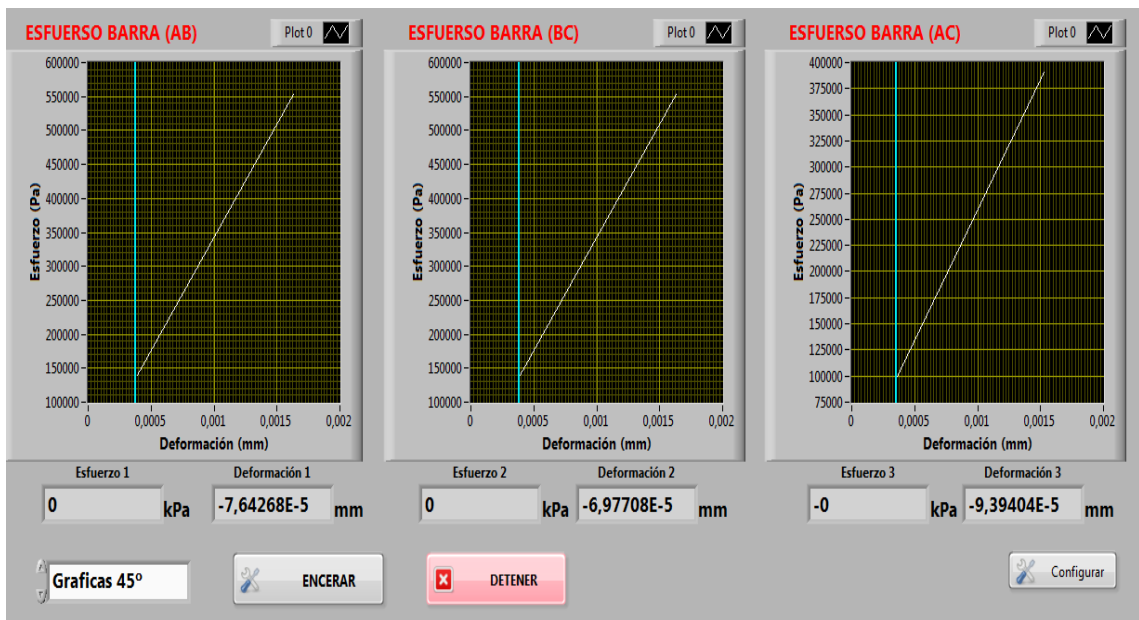 ESFUERSO BARRA (AB)
Plot 0
600000
550000
500000
450000
400000
350000
300000
250000
200000
150000
100000
Esfuerzo (Pa)
0
0,0005
0,001
0,0015
0,002
Deformación (mm)
Esfuerzo 1
0
kPa
Deformación 1
-7,64268E-5
mm
ESFUERSO BARRA (BC)
Plot 0
600000
550000
500000
450000
400000
350000
300000
250000
200000
150000
100000
Esfuerzo (Pa)
0
0,0005
0,001
0,0015
0,002
Deformación (mm)
Esfuerzo 2
0
kPa
Deformación 2
-6,97708E-5
mm
ESFUERSO BARRA (AC)
Plot 0
400000
375000
350000
325000
300000
275000
250000
225000
200000
175000
150000
125000
100000
75000
Esfuerzo (Pa)
0
0,0005
0,001
0,0015
0,002
Deformación (mm)
Esfuerzo 3
-0
kPa
Deformación 3
-9,39404E-5
mm
Graficas 45º
ENCERAR
DETENER
Configurar